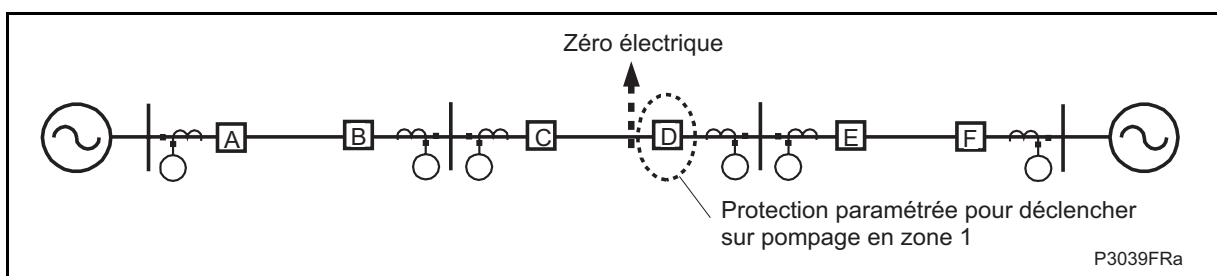 Zéro électrique
A B C D E F
Protection paramétrée pour déclencher
sur pompage en zone 1
P3039FRa